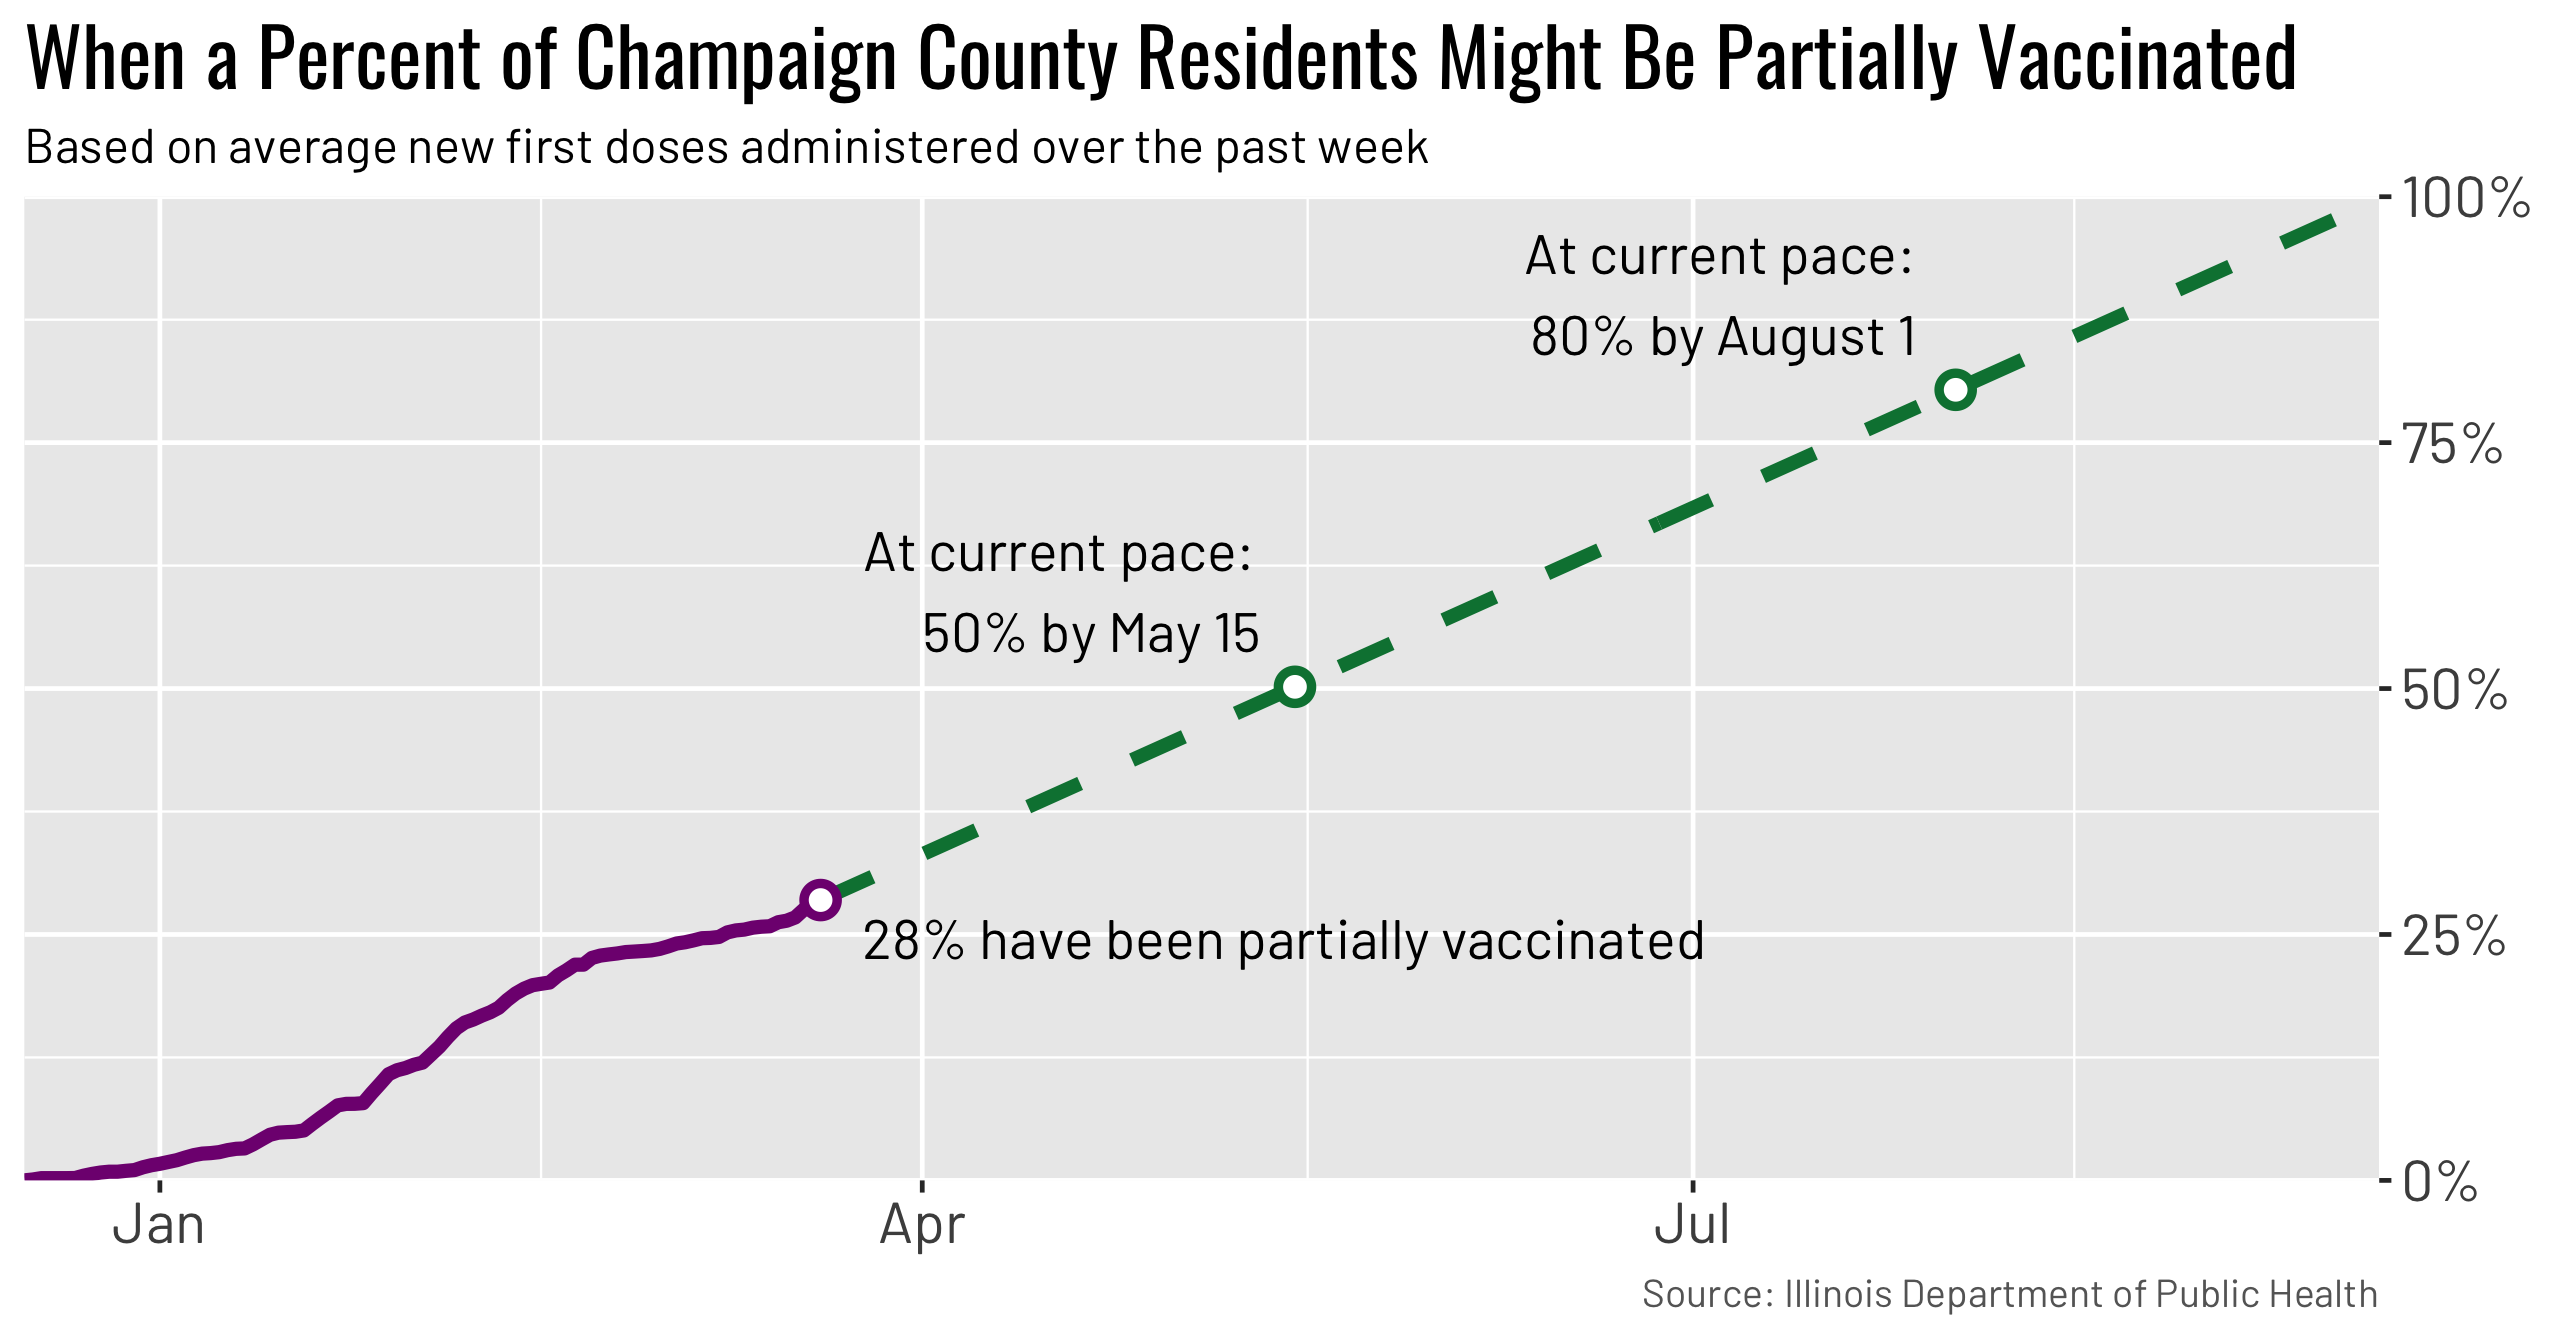 When a Percent of Champaign County Residents Might Be Partially Vaccinated
Based on average new first doses administered over the past week
100%
At current pace:
80% by August 1
75%
At current pace:
50% by May 15
50%
28% have been partially vaccinated
25%
0%
Jan
Apr
Jul
Source: Illinois Department of Public Health